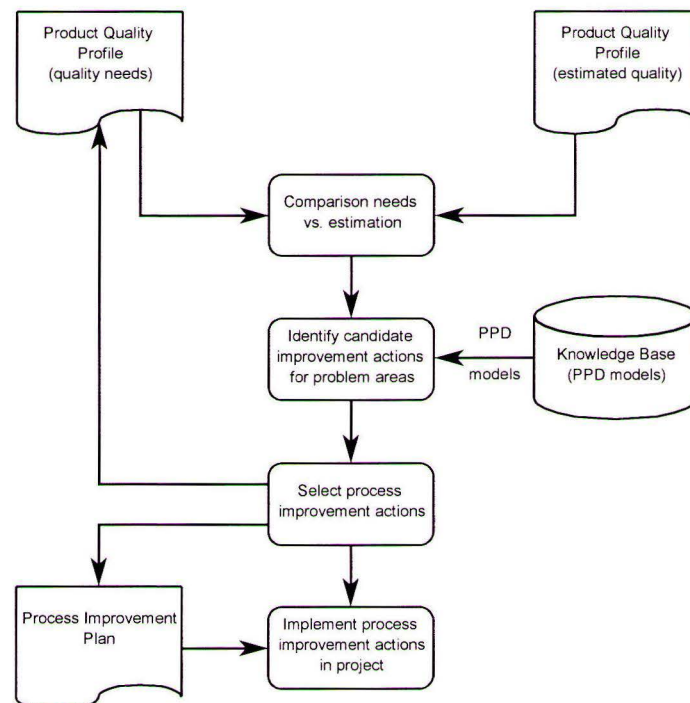 Product Quality
Profile
(quality needs)
Product Quality
Profile
(estimated quality)
Comparison needs
vs. estimation
Identify candidate
improvement actions
for problem areas
PPD
models
Knowledge Base
(PPD models)
Select process
improvement actions
Process Improvement
Plan
Implement process
improvement actions
in project